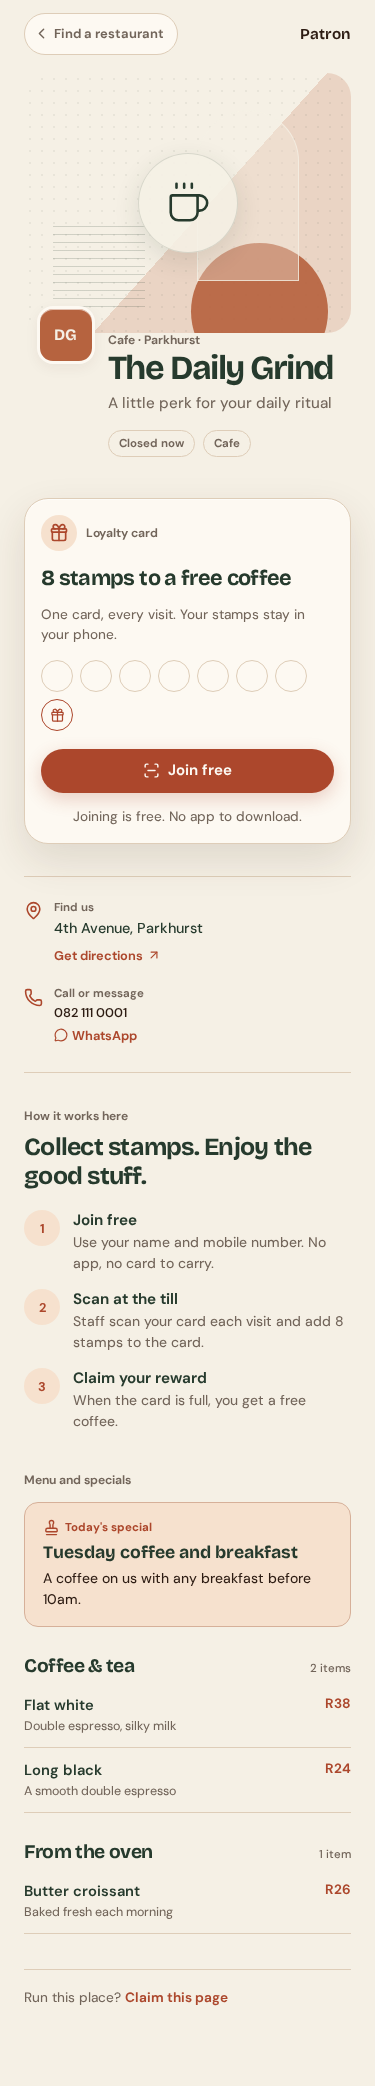 Find a restaurant
Patron
DG
Cafe · Parkhurst
The Daily Grind
A little perk for your daily ritual
Closed now
Cafe
Loyalty card
8 stamps to a free coffee
One card, every visit. Your stamps stay in
your phone.
Join free
Joining is free. No app to download.
Find us
4th Avenue, Parkhurst
Get directions
Call or message
082 111 0001
WhatsApp
How it works here
Collect stamps. Enjoy the
good stuff.
1
Join free
Use your name and mobile number. No
app, no card to carry.
2
Scan at the till
Staff scan your card each visit and add 8
stamps to the card.
3
Claim your reward
When the card is full, you get a free
coffee.
Menu and specials
Today's special
Tuesday coffee and breakfast
A coffee on us with any breakfast before
10am.
Coffee & tea
2 items
Flat white
R38
Double espresso, silky milk
Long black
R24
A smooth double espresso
From the oven
1 item
Butter croissant
R26
Baked fresh each morning
Run this place? Claim this page